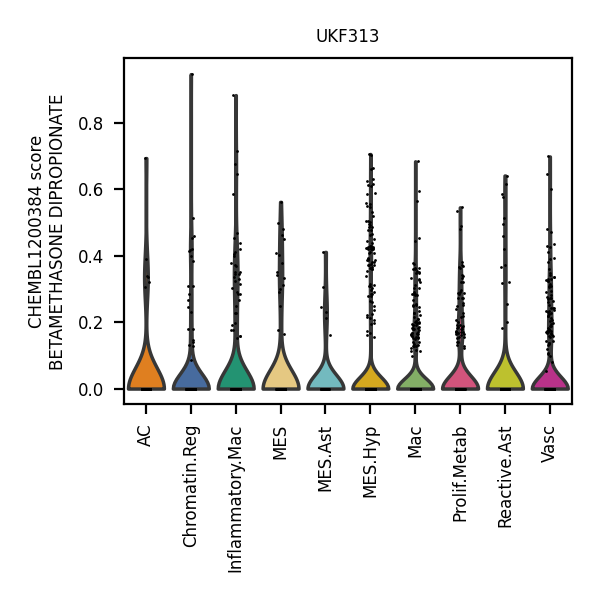 UKF313
CHEMBL1200384 score
BETAMETHASONE DIPROPIONATE
0.8
0.6
0.4
0.2
0.0
AC
Chromatin.Reg
Inflammatory.Mac
MES
MES.Ast
MES.Hyp
Mac
Prolif.Metab
Reactive.Ast
Vasc